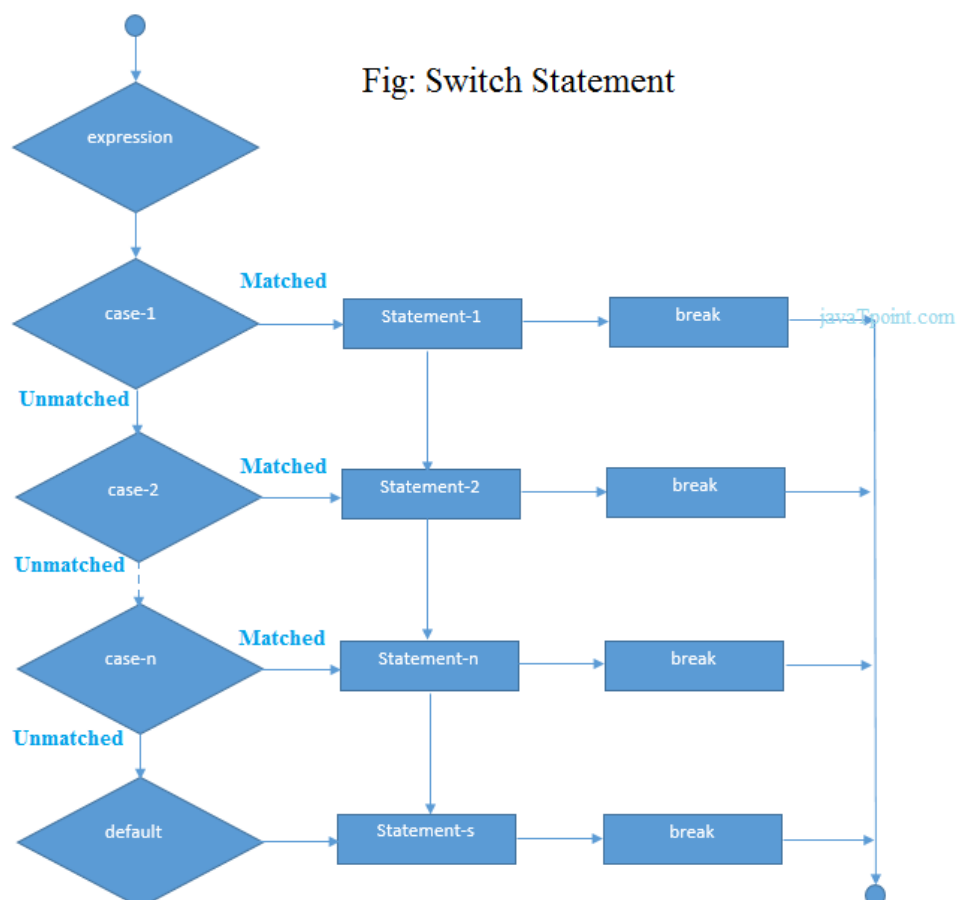 Fig: Switch Statement
expression
case-1
Matched
Statement-1
break
javaTpoint.com
Unmatched
case-2
Matched
Statement-2
break
Unmatched
case-n
Matched
Statement-n
break
Unmatched
default
Statement-s
break